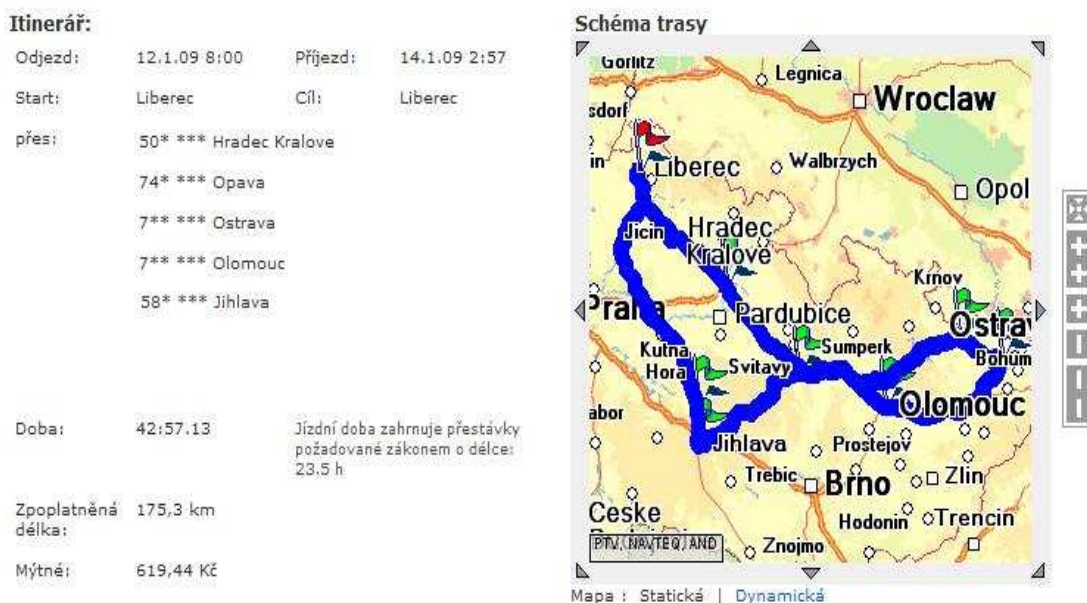 Itinerář:
Odjezd: 12.1.09 8:00 Příjezd: 14.1.09 2:57
Start: Liberec Cíl: Liberec
přes: 50* *** Hradec Kralove
74* *** Opava
7** *** Ostrava
7** *** Olomouc
58* *** Jihlava
Doba: 42:57.13 Jízdní doba zahrnuje přestávky
požadované zákonem o délce:
23.5 h
Zpoplatněná
délka: 175,3 km
Mýtné: 619,44 Kč
Schéma trasy
Gorlitz
Legnica
Wroclaw
sdorf
in
Liberec
Walbrzych
Opol
Jicin
Hradec
Kralove
Krnov
Praha
Pardubice
Ostrav
Bohum
Kutna
Hora
Svitavy
Sumperk
Olomouc
abor
Jihlava
Prostejov
Trebic
Brno
Zlin
Ceske
Hodonin
Trencin
PTV, NAVTEQ, AND
Znojmo
Mapa : Statická | Dynamická